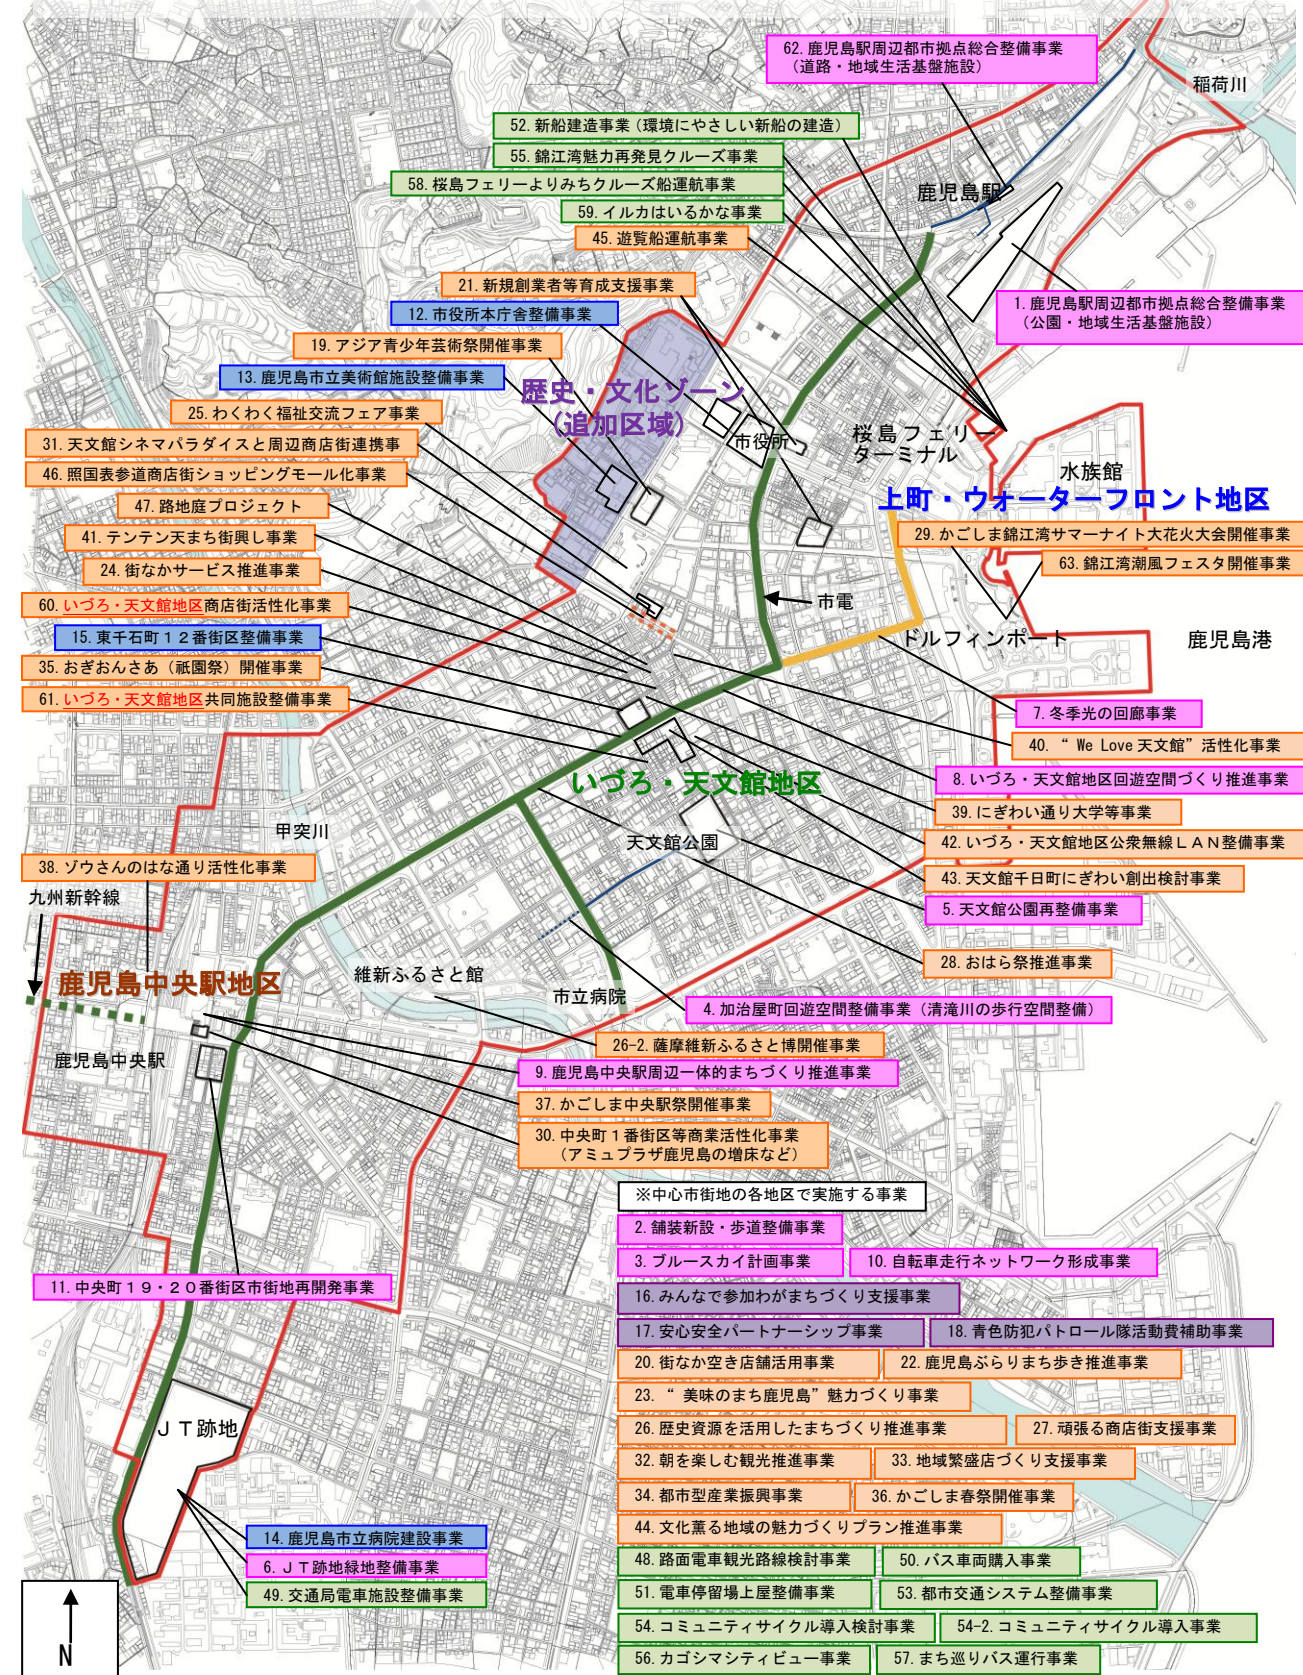 62. 鹿児島駅周辺都市拠点総合整備事業
（道路・地域生活基盤施設）
稲荷川
52. 新船建造事業（環境にやさしい新船の建造）
55. 錦江湾魅力再発見クルーズ事業
58. 桜島フェリーよりみちクルーズ船運航事業
鹿児島駅
59. イルカはいるかな事業
45. 遊覧船運航事業
21. 新規創業者等育成支援事業
1. 鹿児島駅周辺都市拠点総合整備事業
（公園・地域生活基盤施設）
12. 市役所本庁舎整備事業
19. アジア青少年芸術祭開催事業
13. 鹿児島市立美術館施設整備事業
歴史・文化ゾーン
(追加区域)
25. わくわく福祉交流フェア事業
31. 天文館シネマパラダイスと周辺商店街連携事
市役所
桜島フェリー
ターミナル
46. 照国表参道商店街ショッピングモール化事業
水族館
上町・ウォーターフロント地区
47. 路地庭プロジェクト
41. テンテン天まち街興し事業
29. かごしま錦江湾サマーナイト大花火大会開催事業
24. 街なかサービス推進事業
63. 錦江湾潮風フェスタ開催事業
60. いづろ・天文館地区商店街活性化事業
市電
15. 東千石町１２番街区整備事業
ドルフィンポート
鹿児島港
35. おぎおんさあ（祇園祭）開催事業
61. いづろ・天文館地区共同施設整備事業
7. 冬季光の回廊事業
40. “ We Love 天文館”活性化事業
いづろ・天文館地区
8. いづろ・天文館地区回遊空間づくり推進事業
39. にぎわい通り大学等事業
甲突川
天文館公園
42. いづろ・天文館地区公衆無線ＬＡＮ整備事業
38. ゾウさんのはな通り活性化事業
43. 天文館千日町にぎわい創出検討事業
九州新幹線
5. 天文館公園再整備事業
28. おはら祭推進事業
鹿児島中央駅地区
維新ふるさと館
市立病院
4. 加治屋町回遊空間整備事業（清滝川の歩行空間整備）
26-2. 薩摩維新ふるさと博開催事業
鹿児島中央駅
9. 鹿児島中央駅周辺一体的まちづくり推進事業
37. かごしま中央駅祭開催事業
30. 中央町１番街区等商業活性化事業
（アミュプラザ鹿児島の増床など）
※中心市街地の各地区で実施する事業
2. 舗装新設・歩道整備事業
3. ブルースカイ計画事業
10. 自転車走行ネットワーク形成事業
11. 中央町１９・２０番街区市街地再開発事業
16. みんなで参加わがまちづくり支援事業
17. 安心安全パートナーシップ事業
18. 青色防犯パトロール隊活動費補助事業
20. 街なか空き店舗活用事業
22. 鹿児島ぶらりまち歩き推進事業
23. “ 美味のまち鹿児島”魅力づくり事業
26. 歴史資源を活用したまちづくり推進事業
27. 頑張る商店街支援事業
ＪＴ跡地
32. 朝を楽しむ観光推進事業
33. 地域繁盛店づくり支援事業
34. 都市型産業振興事業
36. かごしま春祭開催事業
44. 文化薫る地域の魅力づくりプラン推進事業
14. 鹿児島市立病院建設事業
6. ＪＴ跡地緑地整備事業
49. 交通局電車施設整備事業
48. 路面電車観光路線検討事業
50. バス車両購入事業
51. 電車停留場上屋整備事業
53. 都市交通システム整備事業
54. コミュニティサイクル導入検討事業
54-2. コミュニティサイクル導入事業
56. カゴシマシティビュー事業
57. まち巡りバス運行事業
N